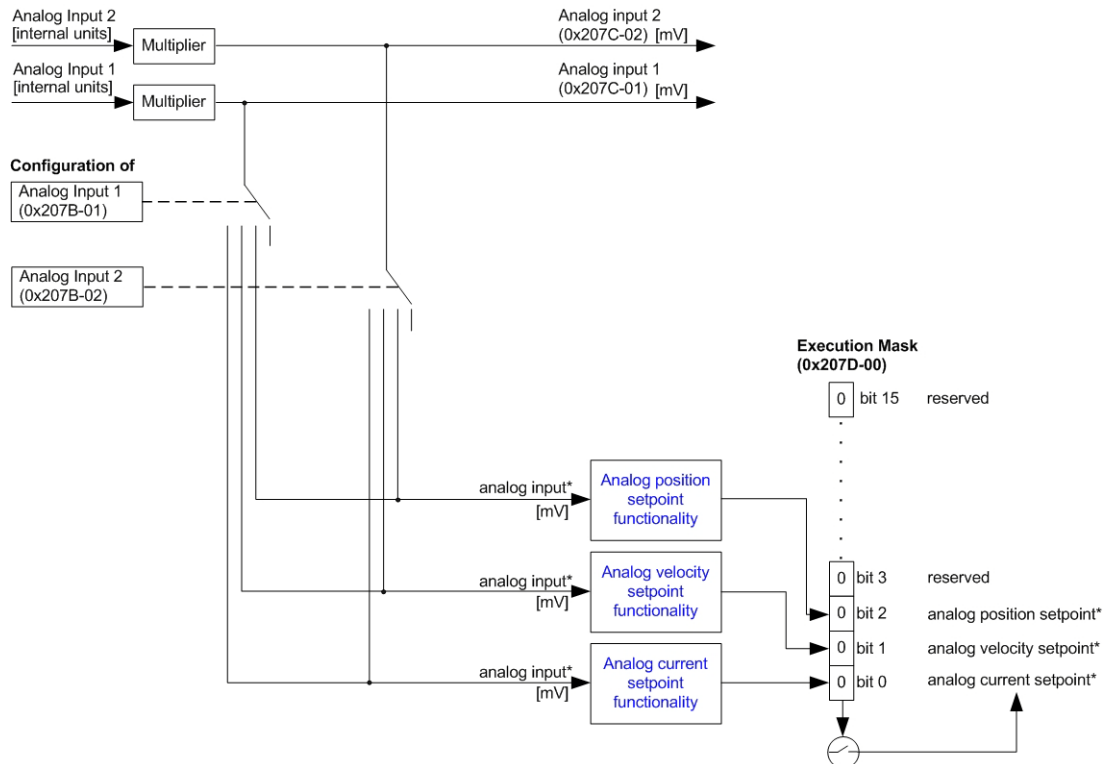 Analog Input 2
[internal units]
Multiplier
Analog input 2
(0x207C-02) [mV]
Analog Input 1
[internal units]
Multiplier
Analog input 1
(0x207C-01) [mV]
Configuration of
Analog Input 1
(0x207B-01)
Analog Input 2
(0x207B-02)
Execution Mask
(0x207D-00)
0 bit 15 reserved
analog input*
[mV]
Analog position
setpoint
functionality
0 bit 3 reserved
analog input*
[mV]
Analog velocity
setpoint
functionality
0 bit 2 analog position setpoint*
0 bit 1 analog velocity setpoint*
analog input*
[mV]
Analog current
setpoint
functionality
0 bit 0 analog current setpoint*